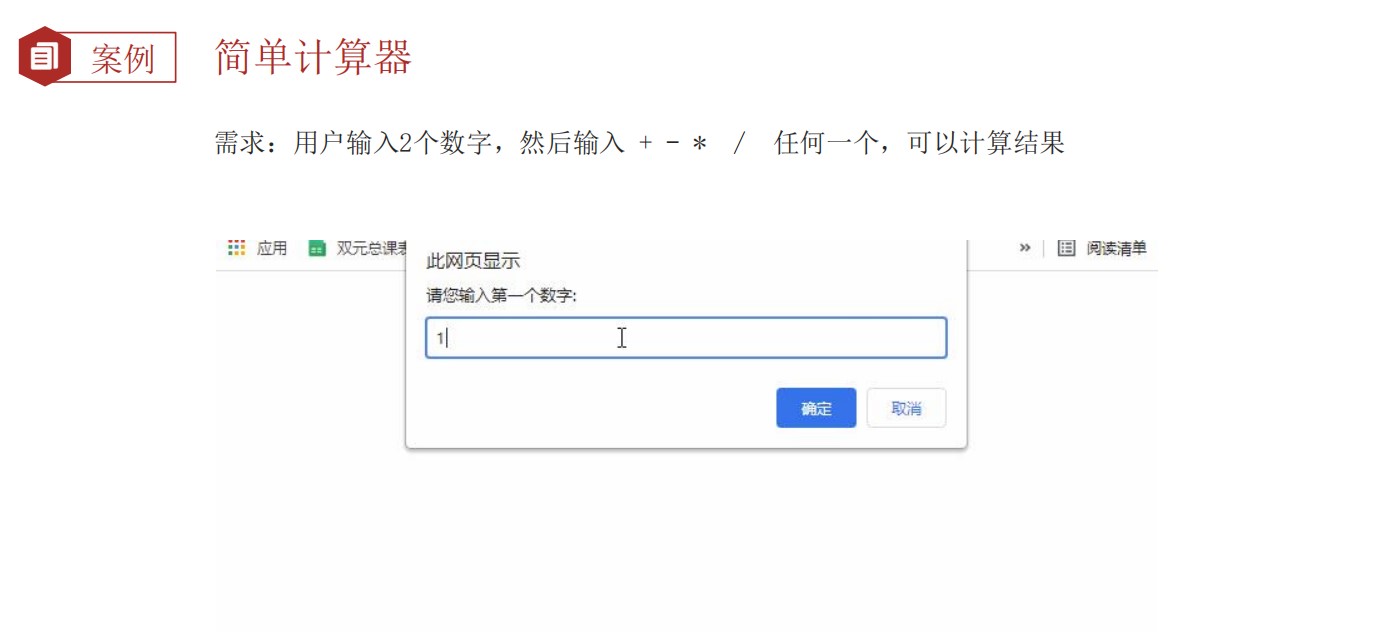 案例 简单计算器
需求：用户输入2个数字，然后输入 + - * / 任何一个，可以计算结果
应用 双元总课表 » 阅读清单
此网页显示
请您输入第一个数字:
1
确定 取消